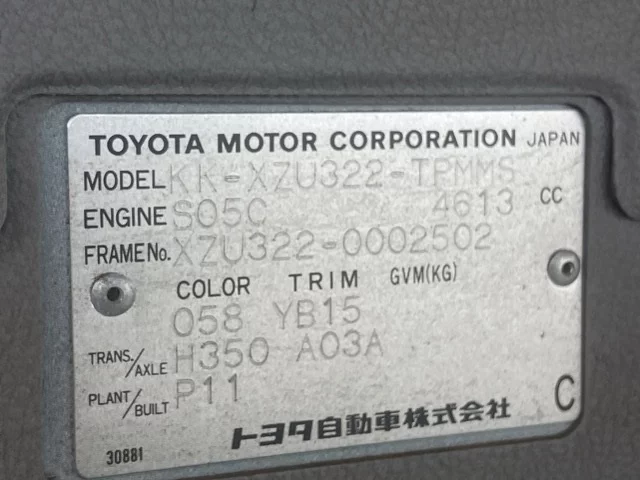 TOYOTA MOTOR CORPORATION JAPAN
MODEL KK-XZU322-TPMMS
ENGINE S05C 4613 CC
FRAME No. XZU322-0002502
COLOR TRIM GVM(KG)
058 YB15
TRANS./AXLE H350 A03A
PLANT/BUILT P11
トヨタ自動車株式会社 C
30881